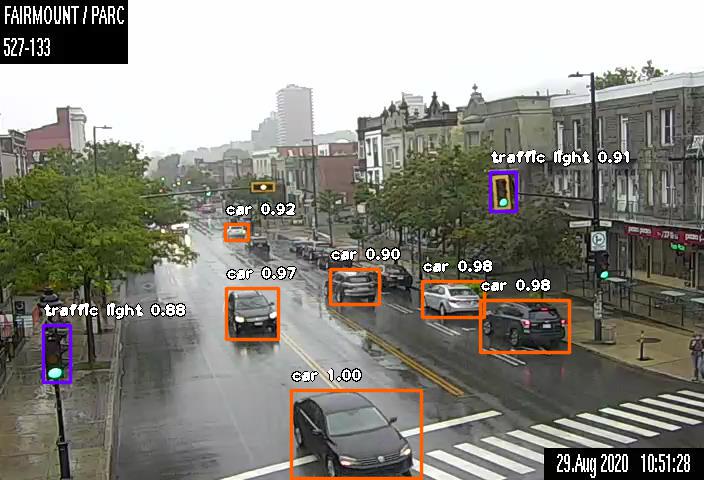 FAIRMOUNT / PARC
527-133
traffic light 0.91
car 0.92
car 0.90
car 0.98
car 0.97
car 0.98
traffic light 0.88
car 1.00
29.Aug 2020 10:51:28